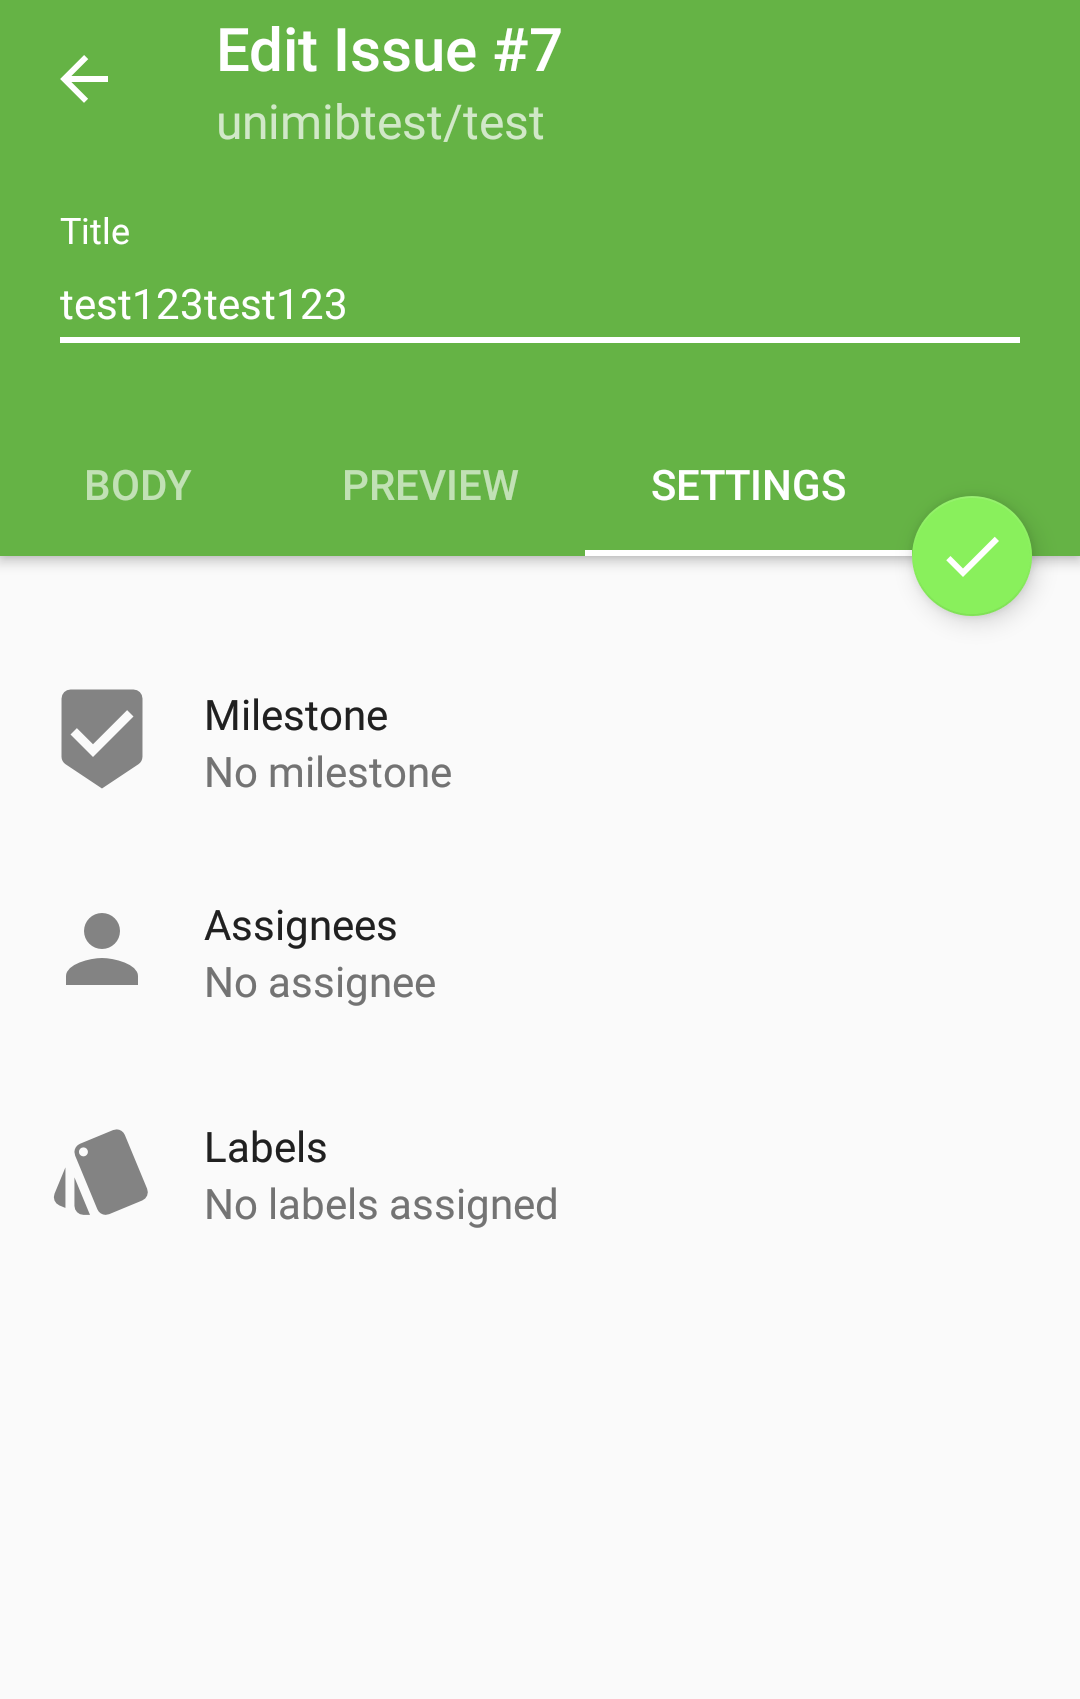 Edit Issue #7
unimibtest/test
Title
test123test123
BODY
PREVIEW
SETTINGS
Milestone
No milestone
Assignees
No assignee
Labels
No labels assigned